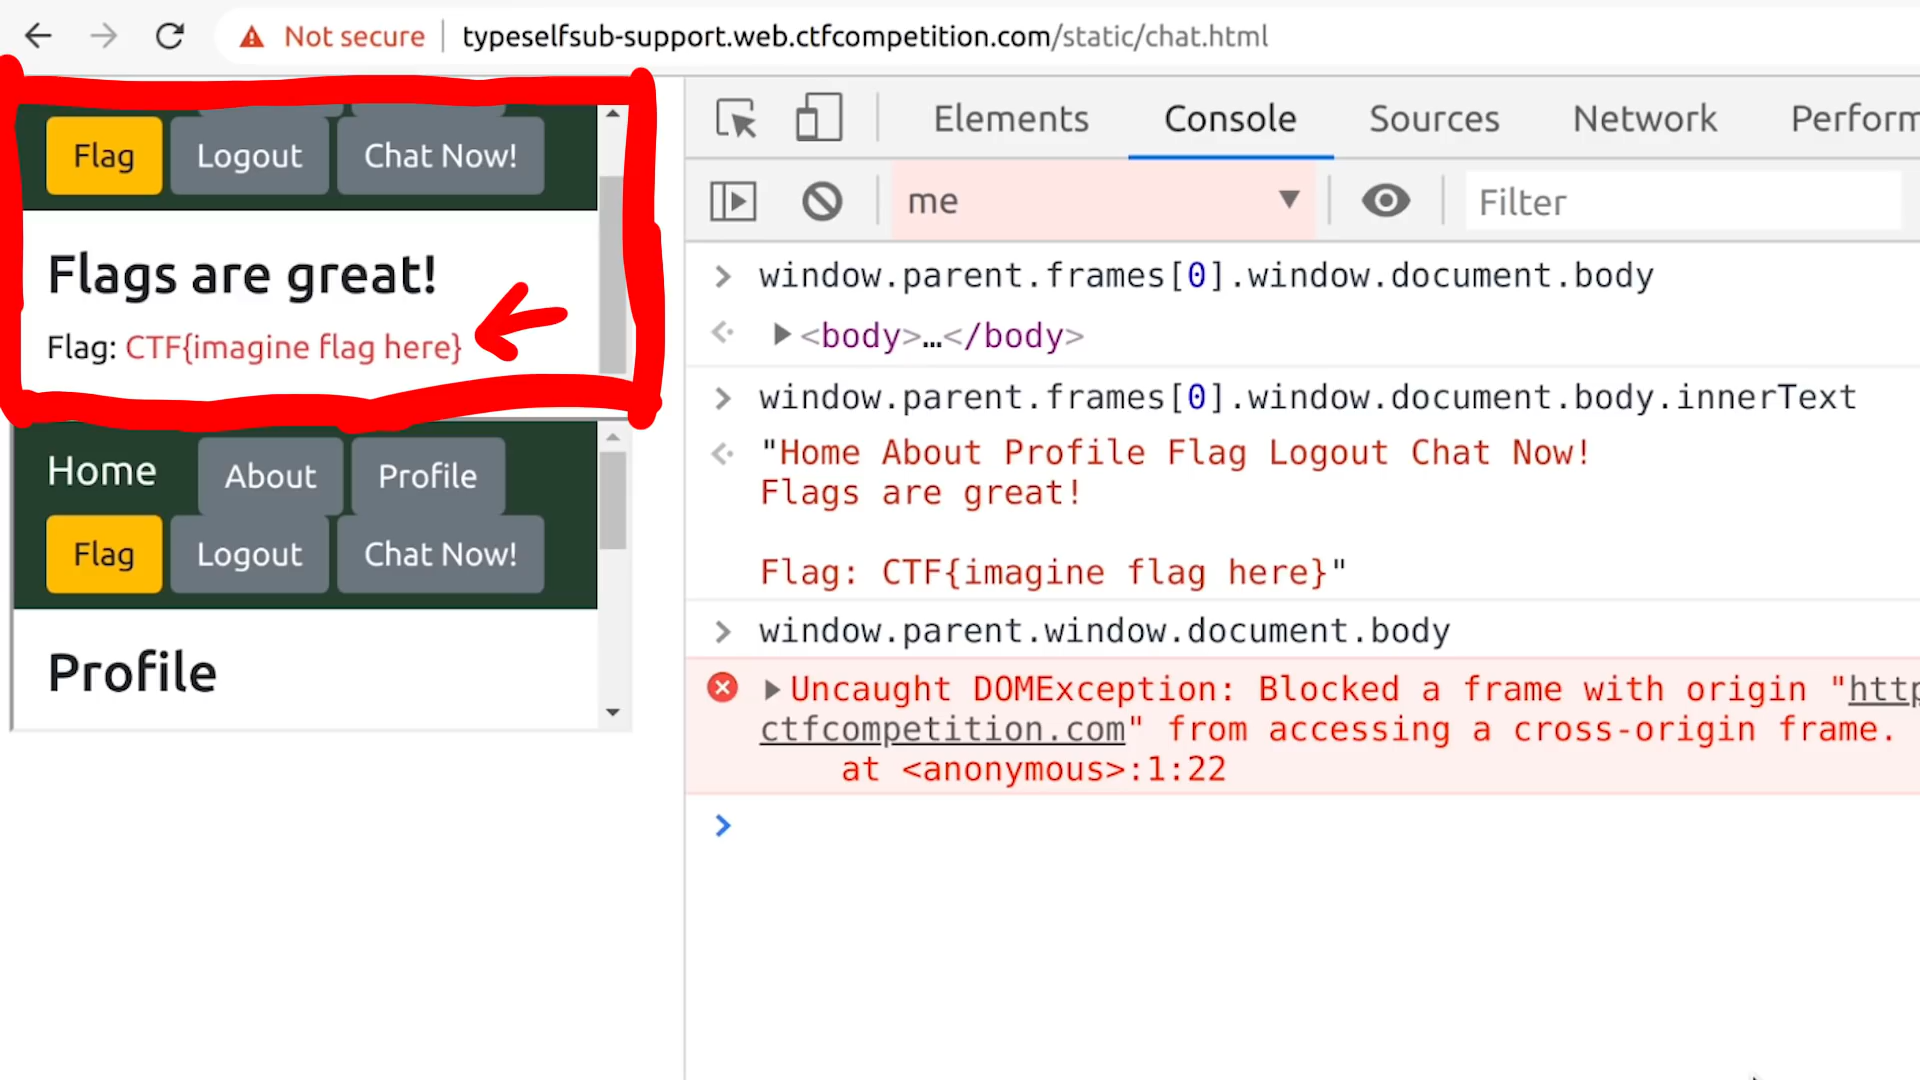 Not secure typeselfsub-support.web.ctfcompetition.com/static/chat.html
Flag Logout Chat Now!
Flags are great!
Flag: CTF{imagine flag here}
Home About Profile
Flag Logout Chat Now!
Profile
Elements Console Sources Network Perform
me Filter
window.parent.frames[0].window.document.body
<body>…</body>
window.parent.frames[0].window.document.body.innerText
"Home About Profile Flag Logout Chat Now!
Flags are great!
Flag: CTF{imagine flag here}"
window.parent.window.document.body
Uncaught DOMException: Blocked a frame with origin "http
ctfcompetition.com" from accessing a cross-origin frame.
at <anonymous>:1:22